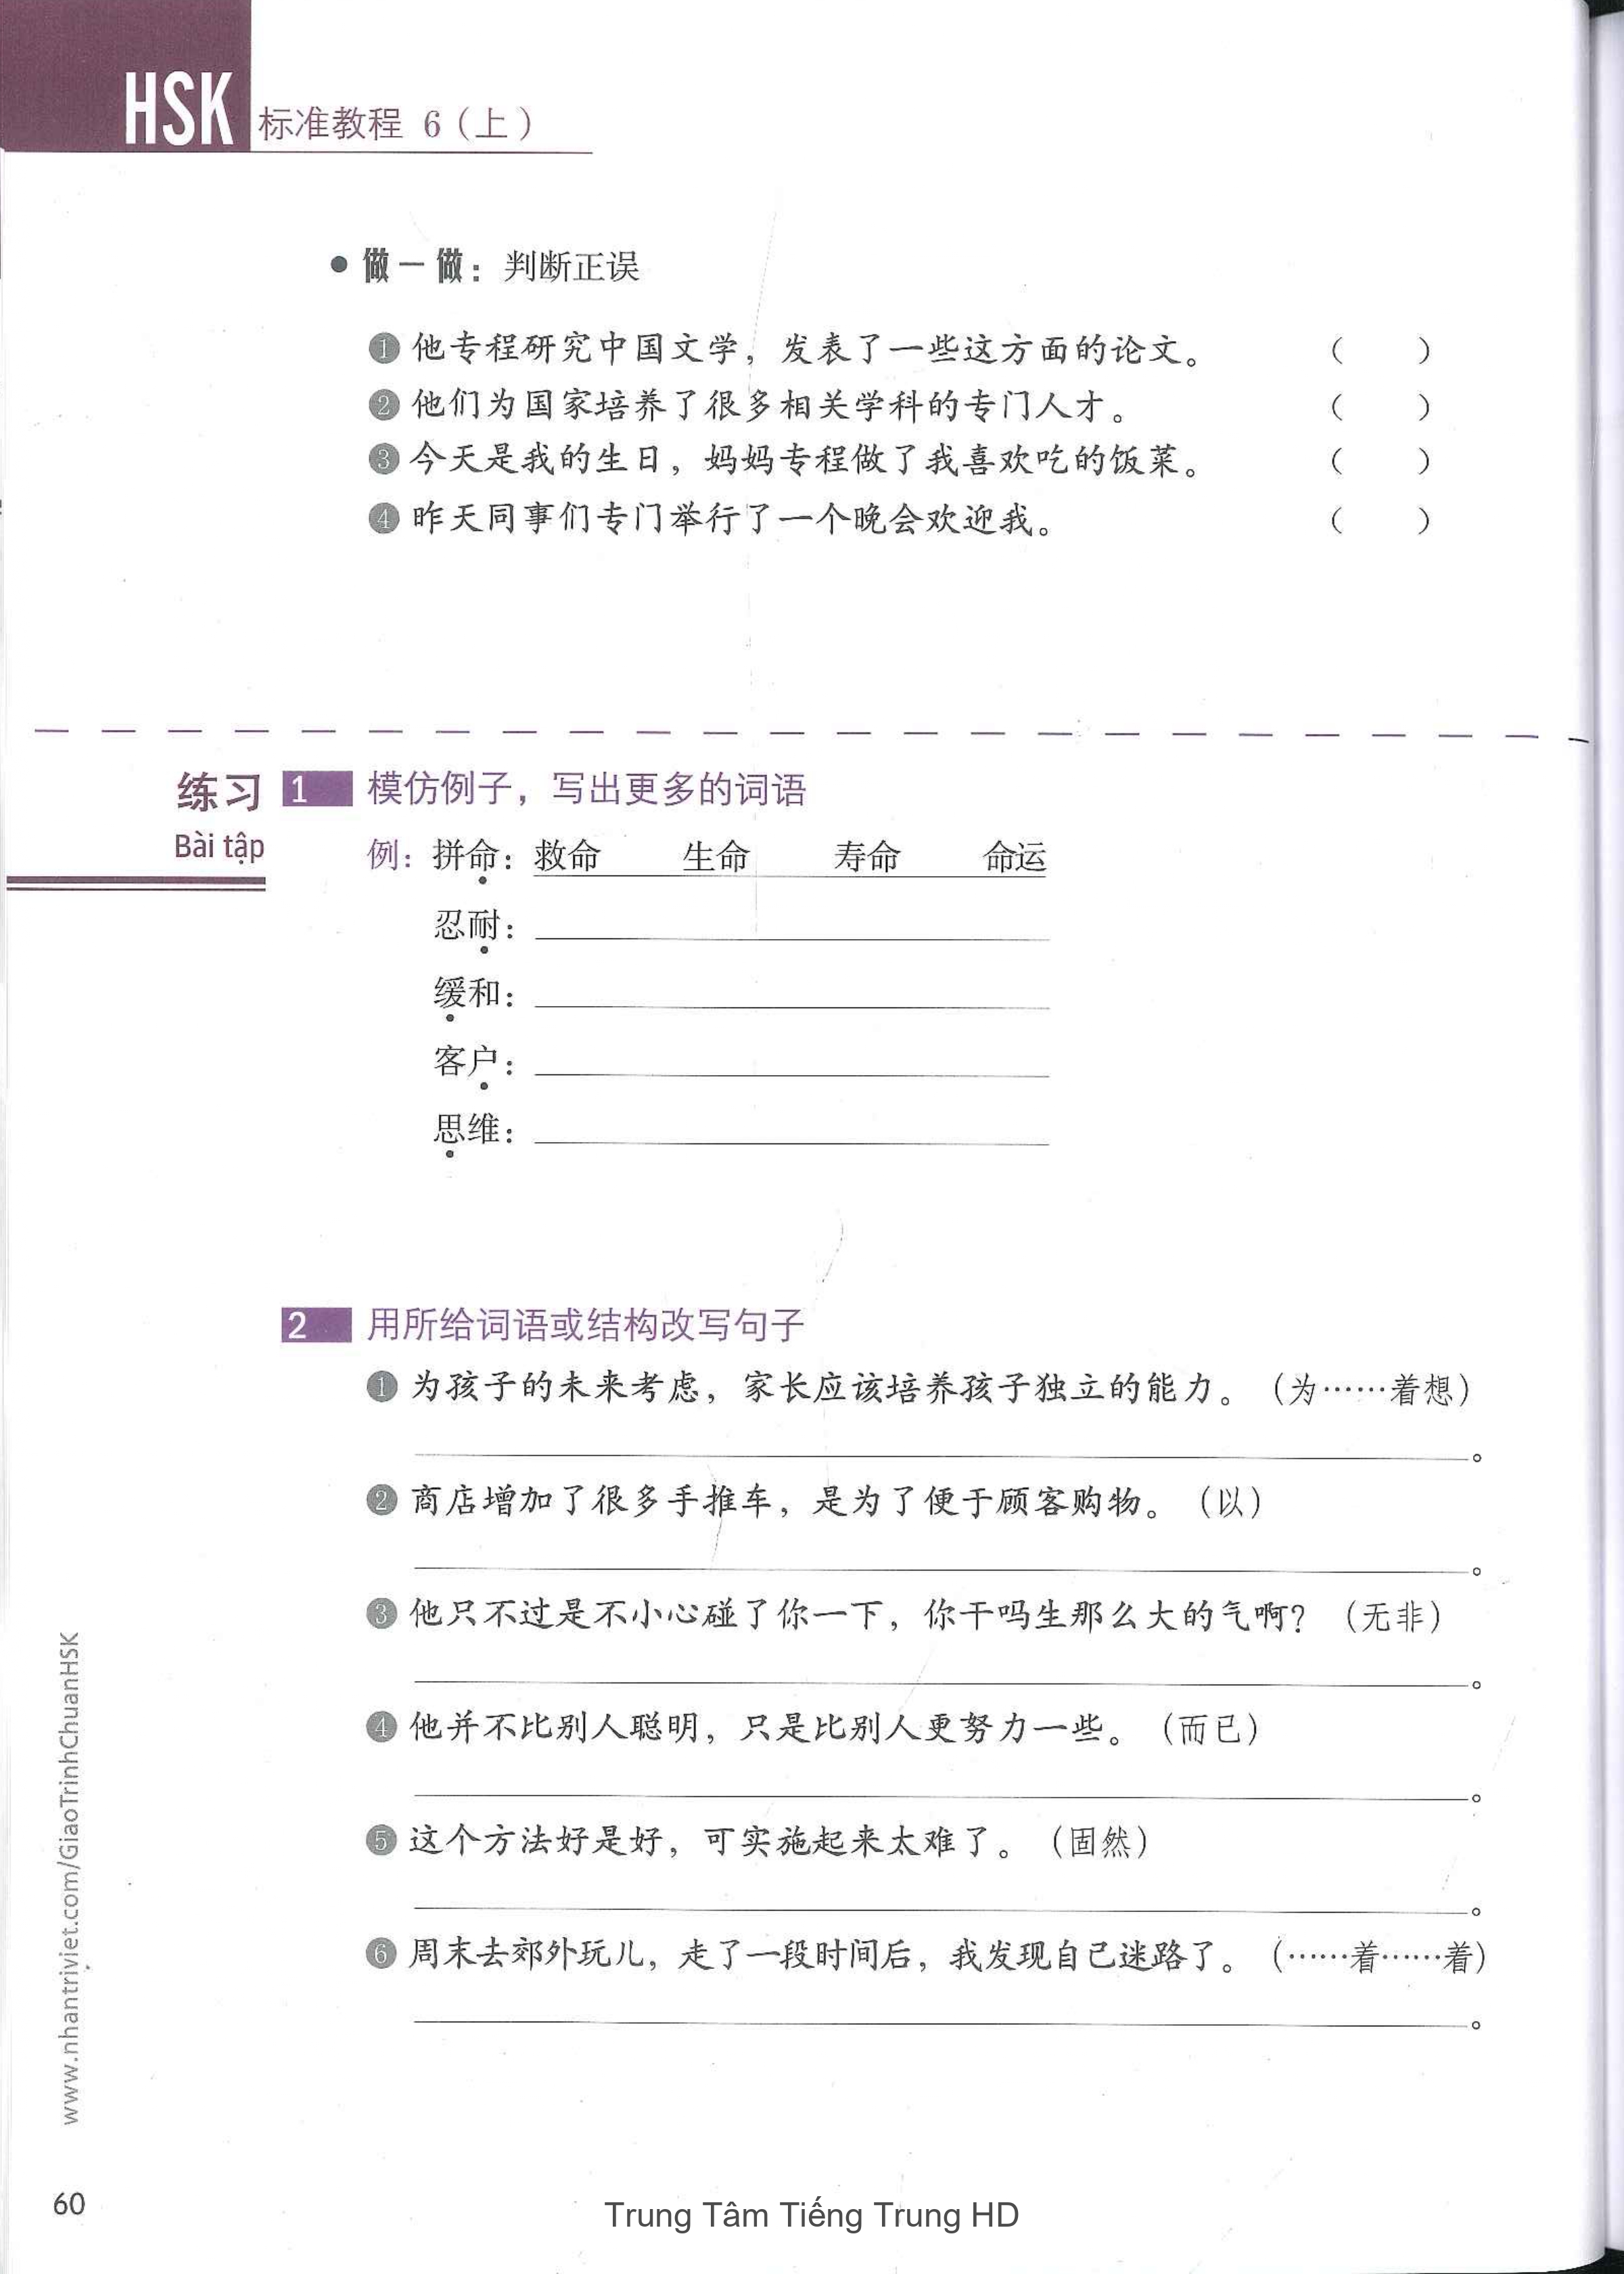 HSK 标准教程 6（上）
● 做一做：判断正误
① 他专程研究中国文学，发表了一些这方面的论文。 （ ）
② 他们为国家培养了很多相关学科的专门人才。 （ ）
③ 今天是我的生日，妈妈专程做了我喜欢吃的饭菜。 （ ）
④ 昨天同事们专门举行了一个晚会欢迎我。 （ ）
练习
Bài tập
1 模仿例子，写出更多的词语
例：拼命：救命 生命 寿命 命运
忍耐：
缓和：
客户：
思维：
2 用所给词语或结构改写句子
① 为孩子的未来考虑，家长应该培养孩子独立的能力。（为……着想）
。
② 商店增加了很多手推车，是为了便于顾客购物。（以）
。
③ 他只不过是不小心碰了你一下，你干吗生那么大的气啊？（无非）
。
④ 他并不比别人聪明，只是比别人更努力一些。（而已）
。
⑤ 这个方法好是好，可实施起来太难了。（固然）
。
⑥ 周末去郊外玩儿，走了一段时间后，我发现自己迷路了。（……着……着）
。
www.nhantriviet.com/GiaoTrinhChuanHSK
60
Trung Tâm Tiếng Trung HD